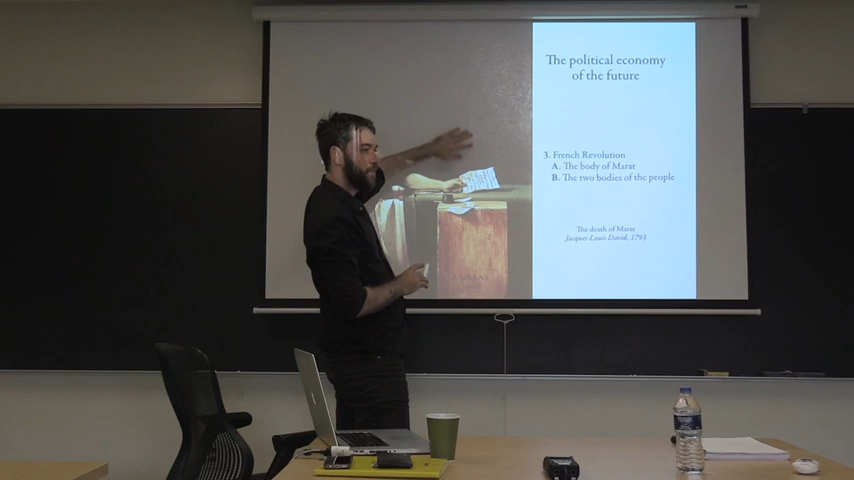 The political economy
of the future
3. French Revolution
A. The body of Marat
B. The two bodies of the people
The death of Marat
Jacques-Louis David, 1793
MARAT